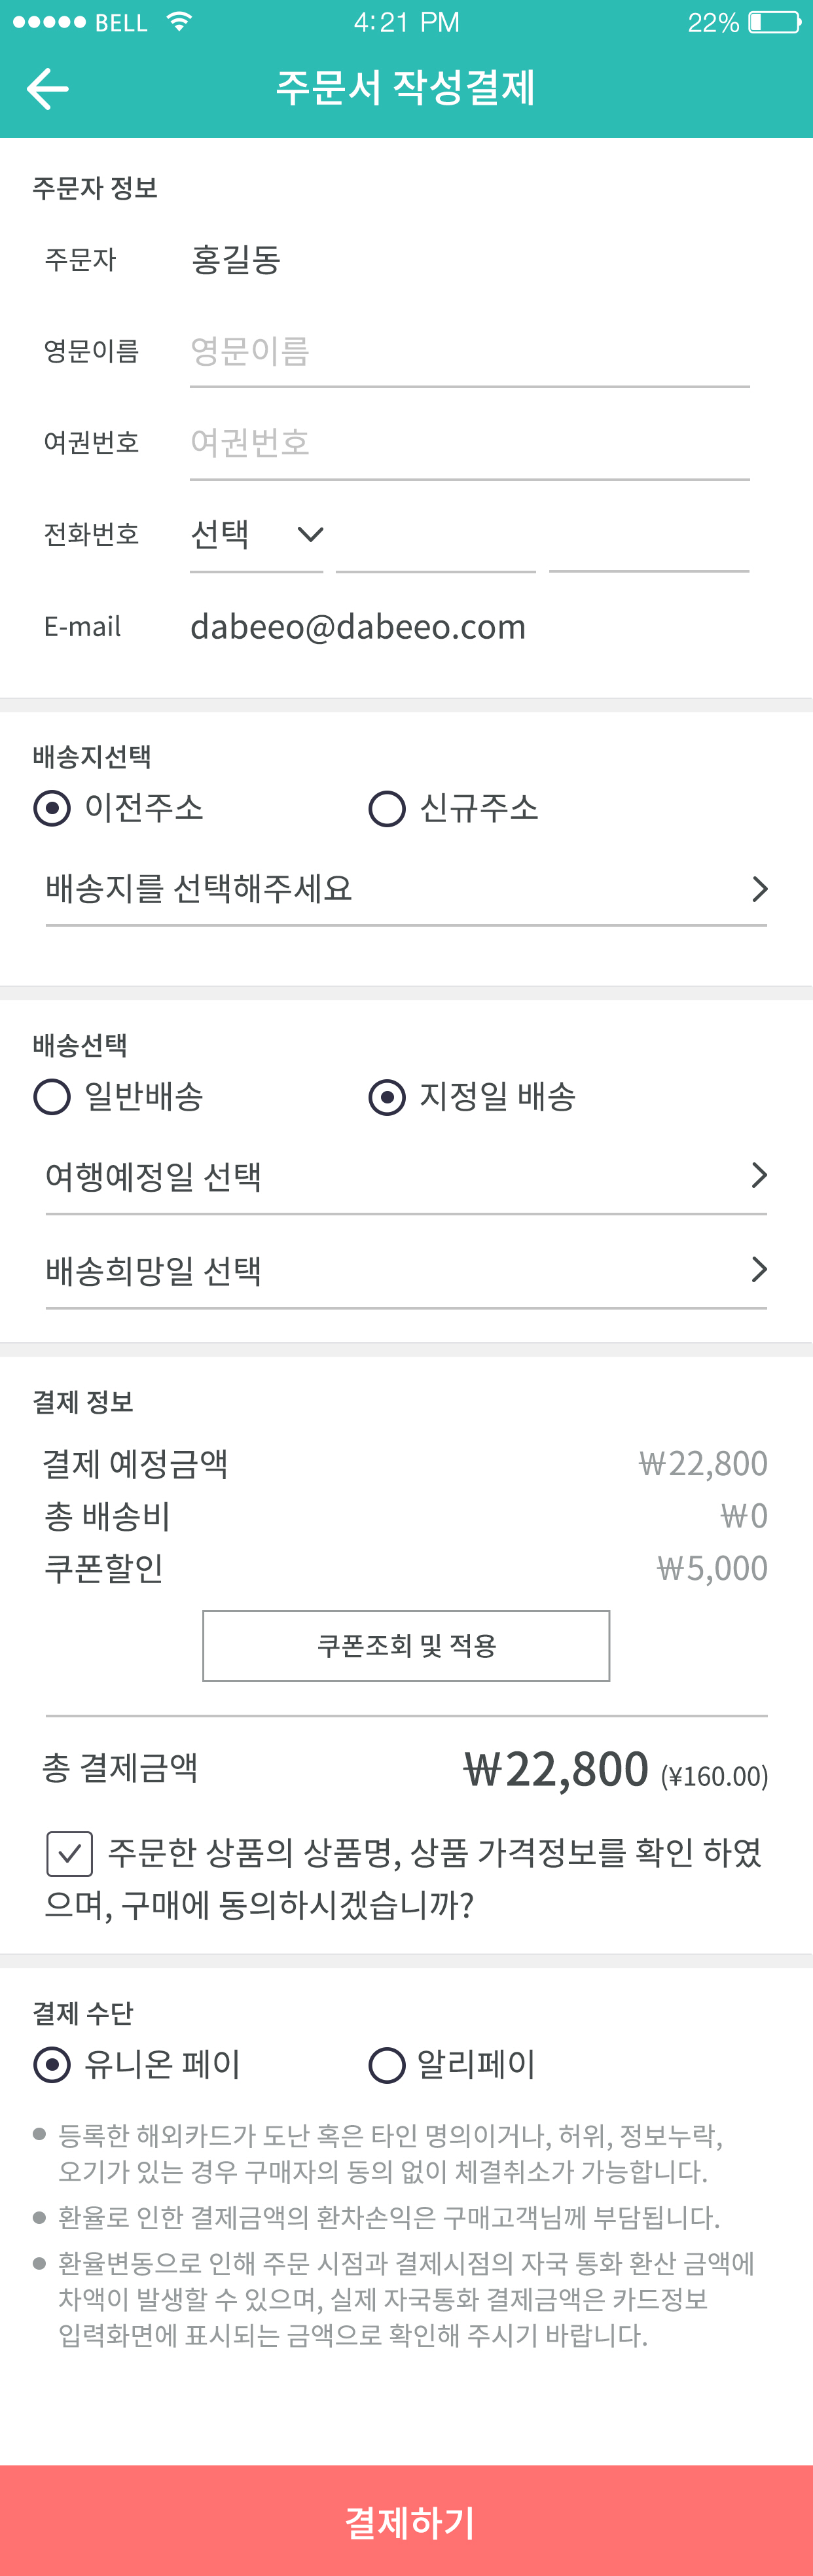 BELL 4:21 PM 22%
주문서 작성결제
주문자 정보
주문자 홍길동
영문이름 영문이름
여권번호 여권번호
전화번호 선택
E-mail dabeeo@dabeeo.com
배송지선택
이전주소 신규주소
배송지를 선택해주세요
배송선택
일반배송 지정일 배송
여행예정일 선택
배송희망일 선택
결제 정보
결제 예정금액 ₩22,800
총 배송비 ₩0
쿠폰할인 ₩5,000
쿠폰조회 및 적용
총 결제금액 ₩22,800 (¥160.00)
주문한 상품의 상품명, 상품 가격정보를 확인 하였
으며, 구매에 동의하시겠습니까?
결제 수단
유니온 페이 알리페이
등록한 해외카드가 도난 혹은 타인 명의이거나, 허위, 정보누락,
오기가 있는 경우 구매자의 동의 없이 체결취소가 가능합니다.
환율로 인한 결제금액의 환차손익은 구매고객님께 부담됩니다.
환율변동으로 인해 주문 시점과 결제시점의 자국 통화 환산 금액에
차액이 발생할 수 있으며, 실제 자국통화 결제금액은 카드정보
입력화면에 표시되는 금액으로 확인해 주시기 바랍니다.
결제하기